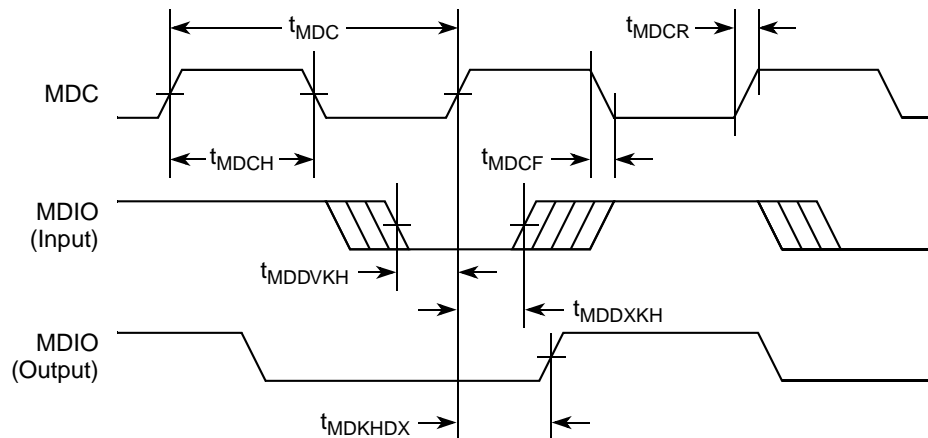 tMDC
tMDCR
MDC
tMDCH
tMDCF
MDIO
(Input)
tMDDVKH
tMDDXKH
MDIO
(Output)
tMDKHDX